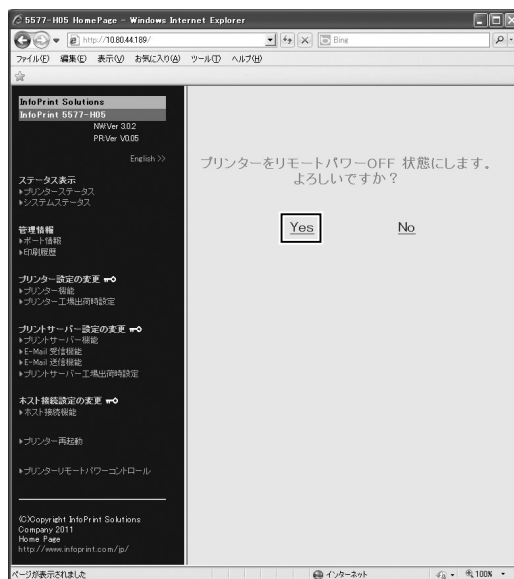 5577-H05 HomePage - Windows Internet Explorer
http://10.80.44.189/
Bing
ファイル(F) 編集(E) 表示(V) お気に入り(A) ツール(T) ヘルプ(H)
InfoPrint Solutions
InfoPrint 5577-H05
NW:Ver 3.0.2
PR:Ver V0.05
English >>
ステータス表示
プリンターステータス
システムステータス
管理情報
ポート情報
印刷履歴
プリンター設定の変更
プリンター機能
プリンター工場出荷時設定
プリントサーバー設定の変更
プリントサーバー機能
E-Mail 受信機能
E-Mail 送信機能
プリントサーバー工場出荷時設定
ホスト接続設定の変更
ホスト接続機能
プリンター再起動
プリンターリモートパワーコントロール
(C)Copyright InfoPrint Solutions
Company 2011
Home Page
http://www.infoprint.com/jp/
プリンターをリモートパワーOFF 状態にします。
よろしいですか？
Yes No
ページが表示されました
インターネット
100%